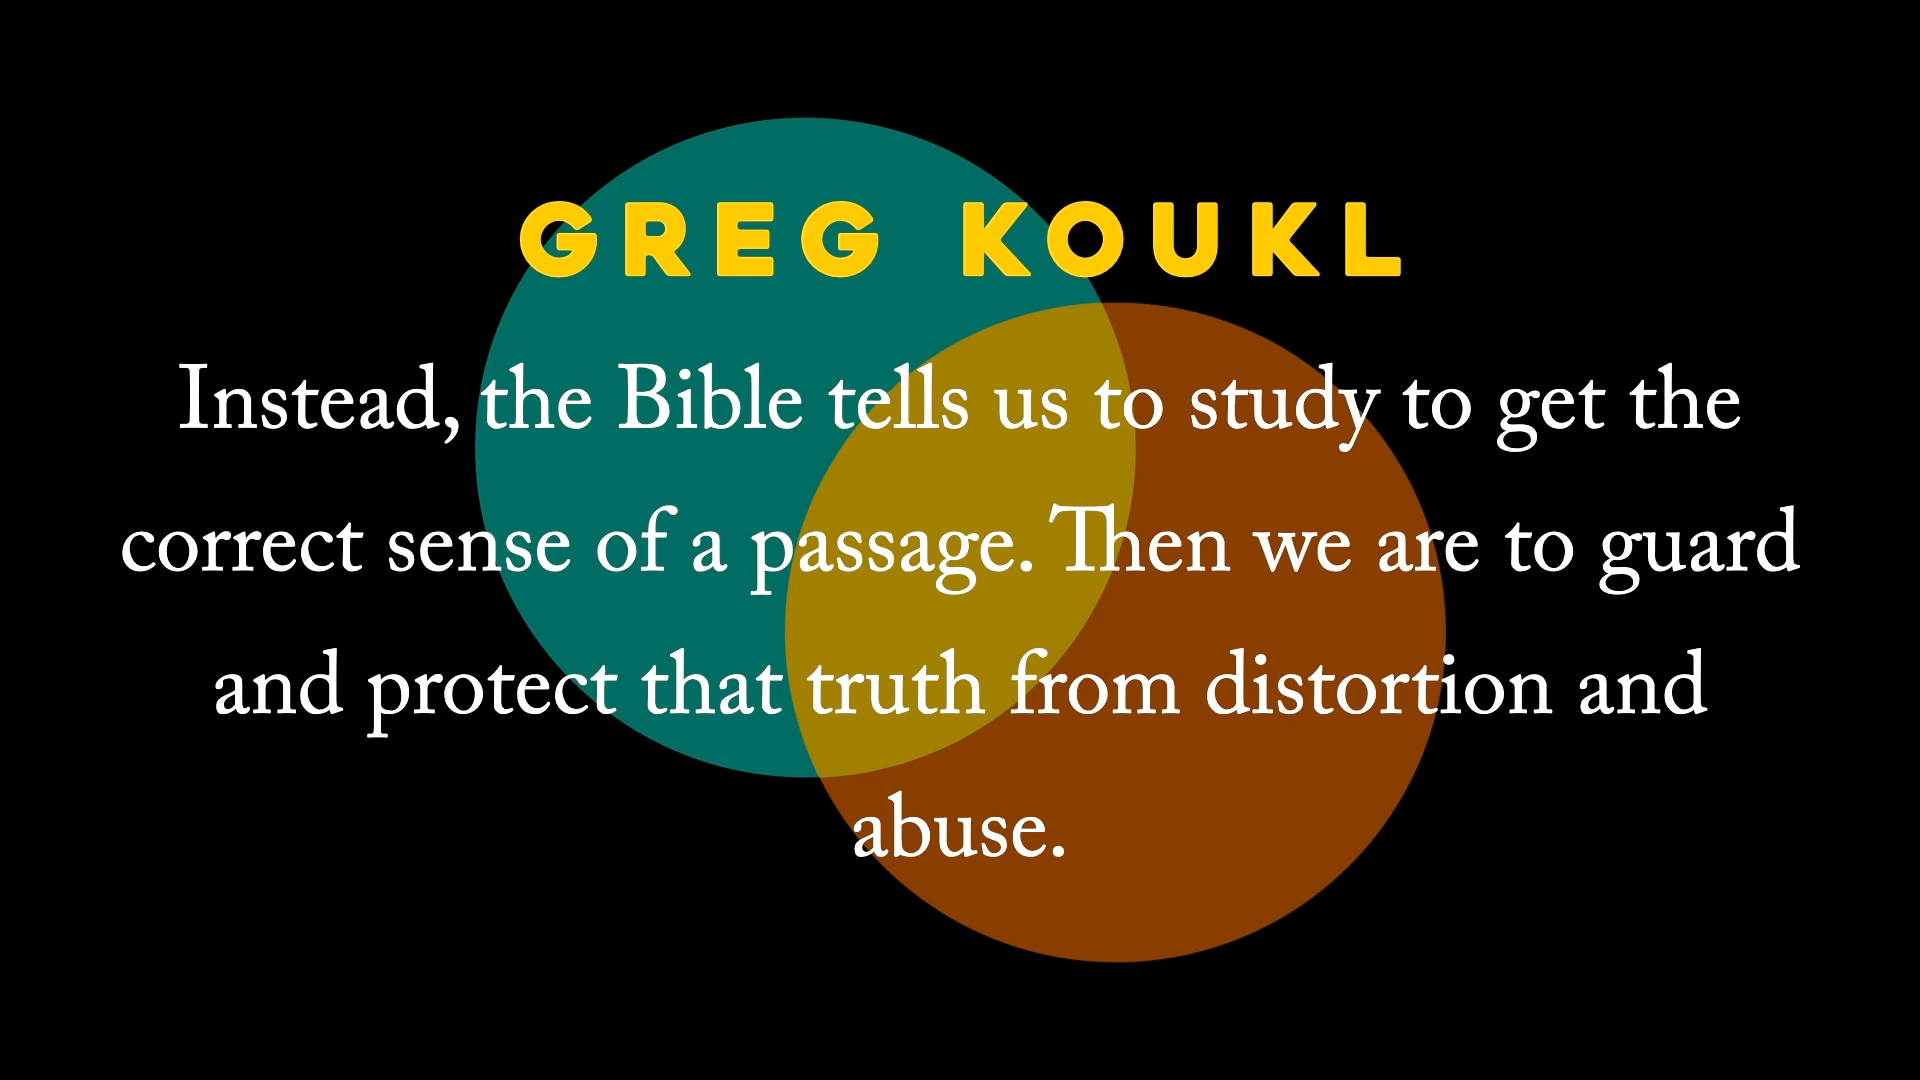 GREG KOUKL
Instead, the Bible tells us to study to get the
correct sense of a passage. Then we are to guard
and protect that truth from distortion and
abuse.